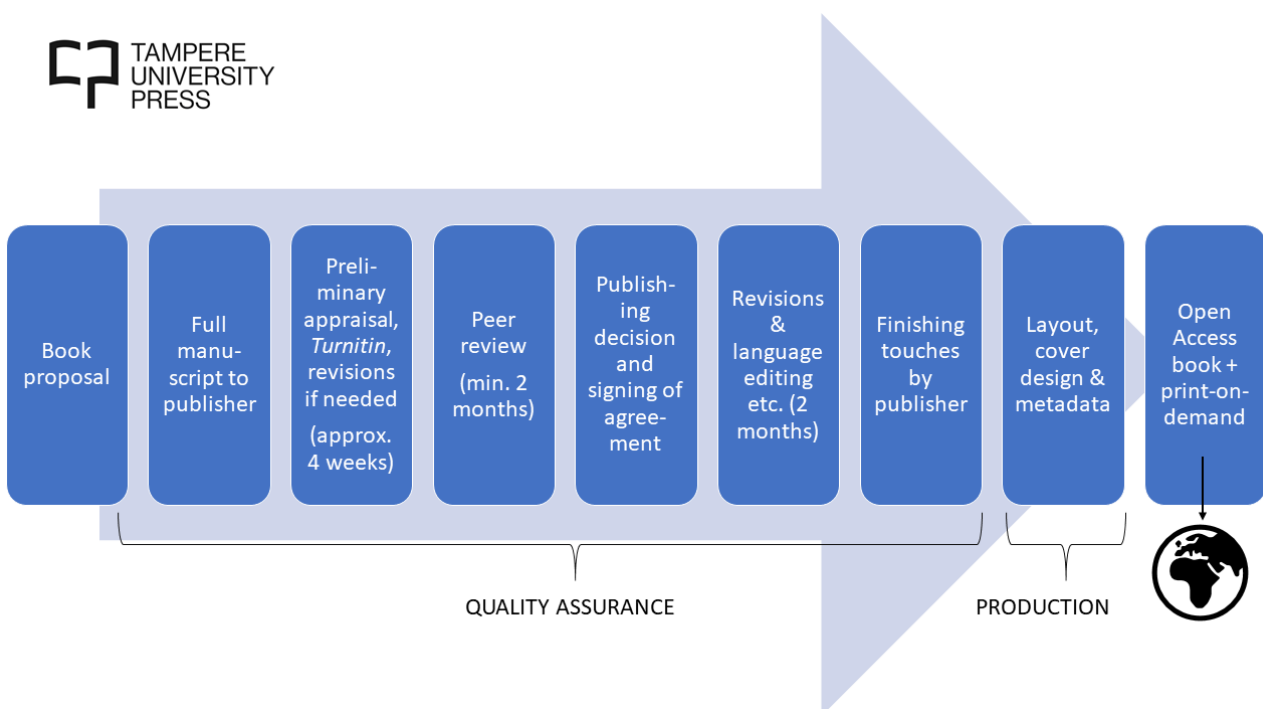 TAMPERE
UNIVERSITY
PRESS
Book
proposal
Full
manu-
script to
publisher
Preli-
minary
appraisal,
Turnitin,
revisions
if needed
(approx.
4 weeks)
Peer
review
(min. 2
months)
Publish-
ing
decision
and
signing of
agree-
ment
Revisions
&
language
editing
etc. (2
months)
Finishing
touches
by
publisher
Layout,
cover
design &
metadata
Open
Access
book +
print-on-
demand
QUALITY ASSURANCE
PRODUCTION